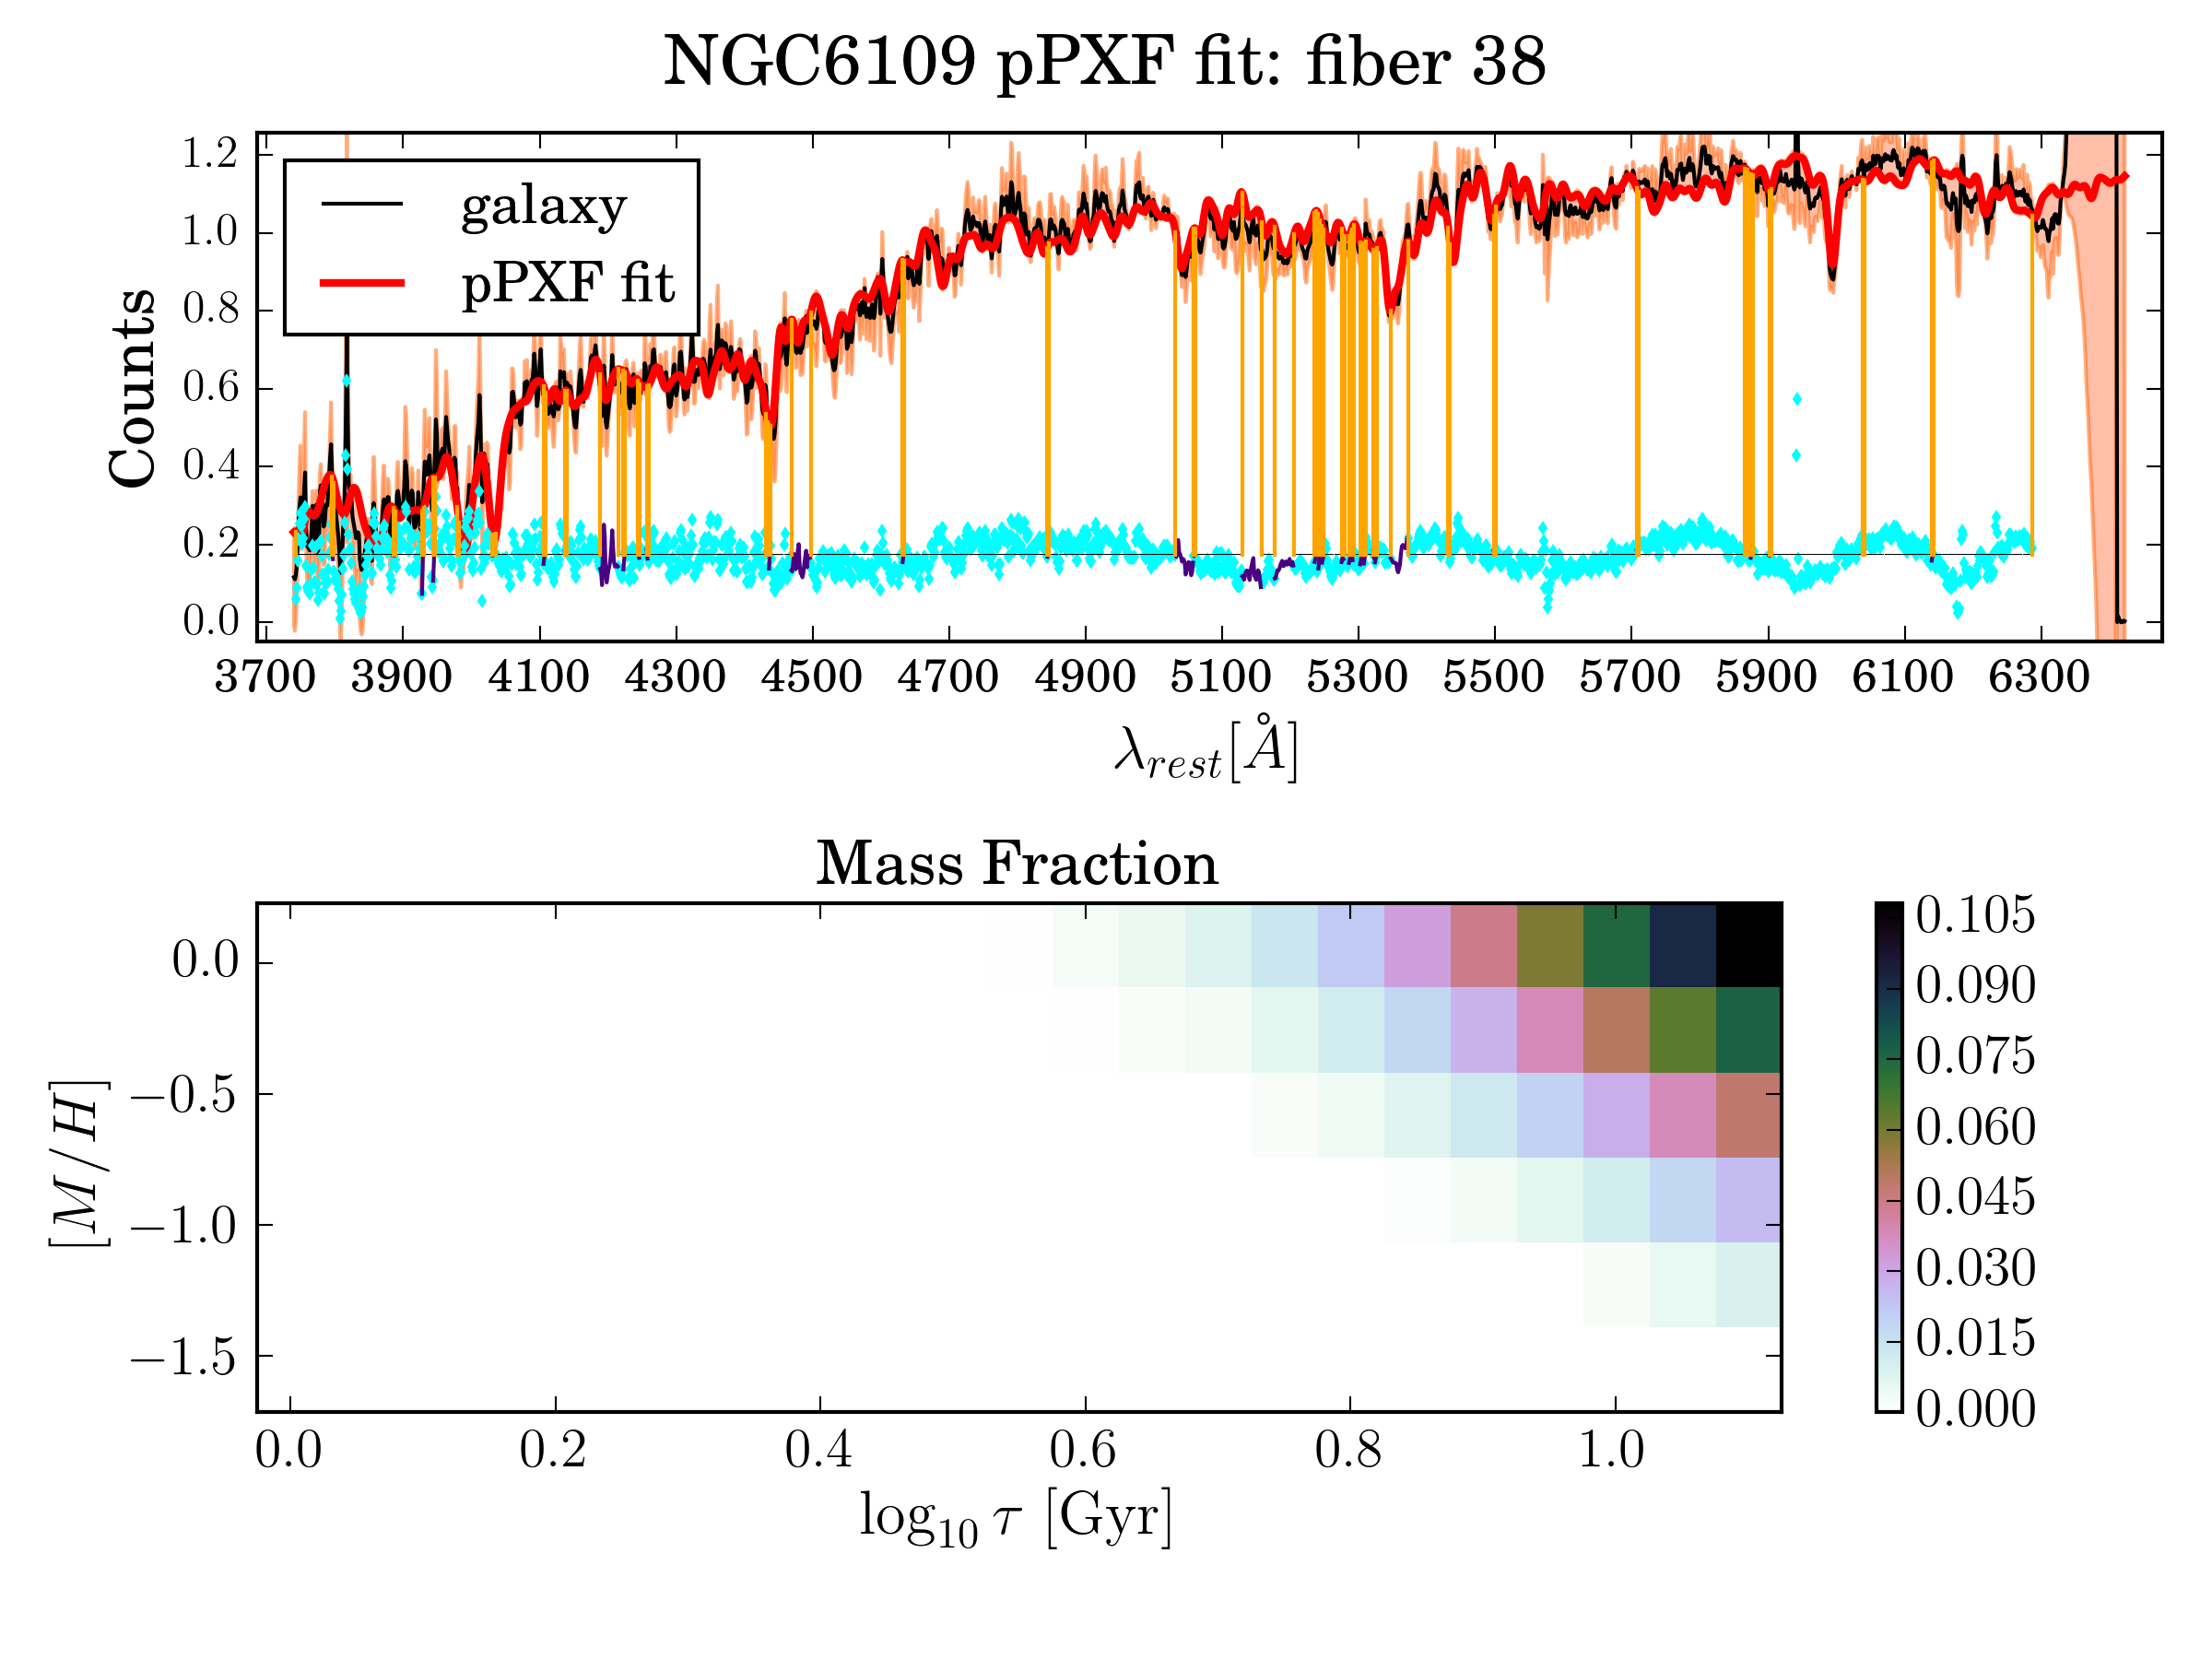 NGC6109 pPXF fit: fiber 38
1.2
1.0
0.8
0.6
0.4
0.2
0.0
Counts
galaxy
pPXF fit
3700 3900 4100 4300 4500 4700 4900 5100 5300 5500 5700 5900 6100 6300
λrest[Å]
Mass Fraction
0.0
−0.5
−1.0
−1.5
[M/H]
0.0 0.2 0.4 0.6 0.8 1.0
log10 τ [Gyr]
0.105
0.090
0.075
0.060
0.045
0.030
0.015
0.000